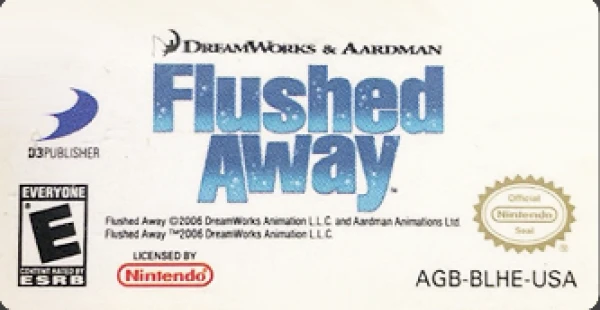 DREAMWORKS & AARDMAN
Flushed
Away™
D3PUBLISHER
EVERYONE
E
CONTENT RATED BY
ESRB
Flushed Away ©2006 DreamWorks Animation L.L.C. and Aardman Animations Ltd.
Flushed Away ™2006 DreamWorks Animation L.L.C.
LICENSED BY
Nintendo®
Official
Nintendo
Seal
®
AGB-BLHE-USA